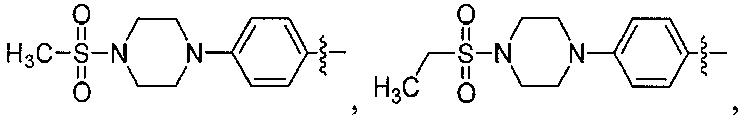 O O
H₃C–S–N N , S–N N ,
O H₃C O